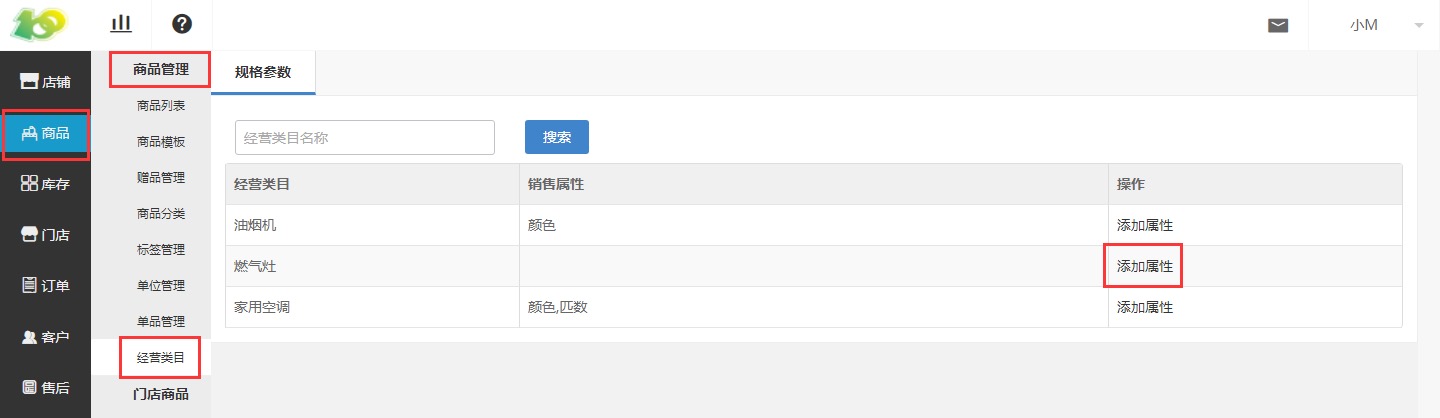 小M
店铺
商品
库存
门店
订单
客户
售后
商品管理
商品列表
商品模板
赠品管理
商品分类
标签管理
单位管理
单品管理
经营类目
门店商品
规格参数
经营类目名称 搜索
经营类目 销售属性 操作
油烟机 颜色 添加属性
燃气灶 添加属性
家用空调 颜色,匹数 添加属性